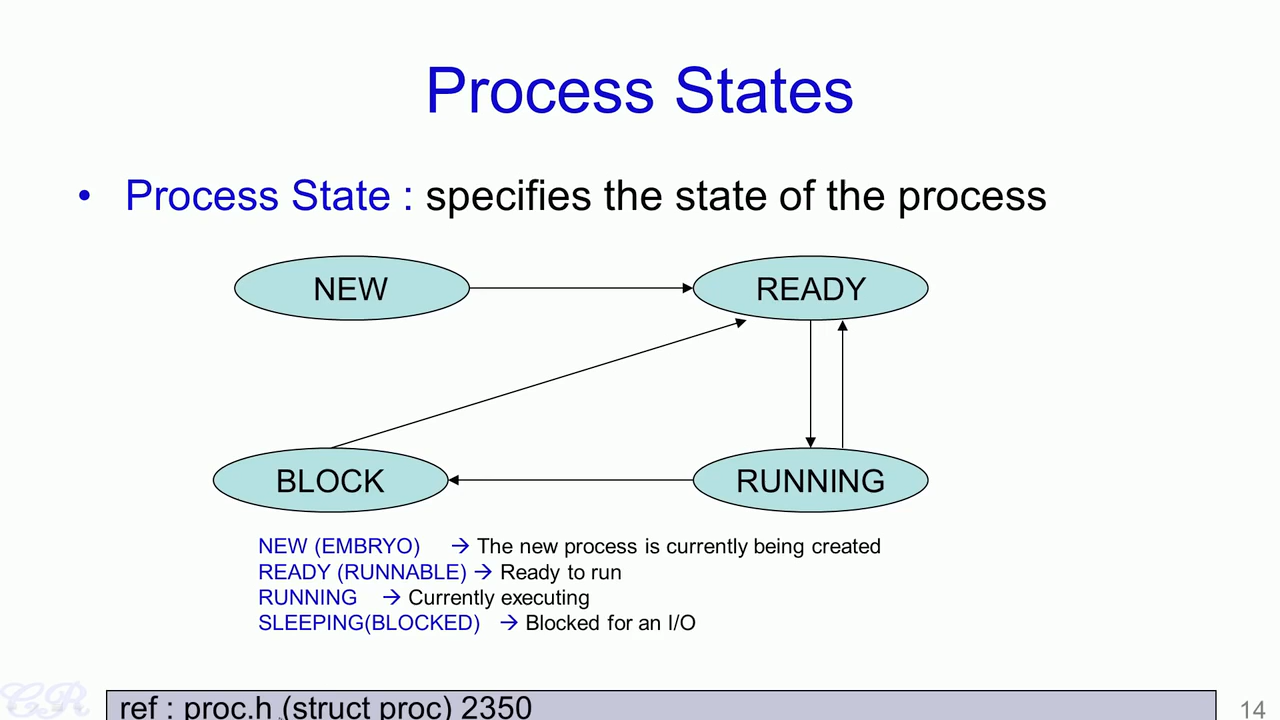 Process States
• Process State : specifies the state of the process
NEW
READY
BLOCK
RUNNING
NEW (EMBRYO) → The new process is currently being created
READY (RUNNABLE) → Ready to run
RUNNING → Currently executing
SLEEPING(BLOCKED) → Blocked for an I/O
CR
ref : proc.h (struct proc) 2350
14